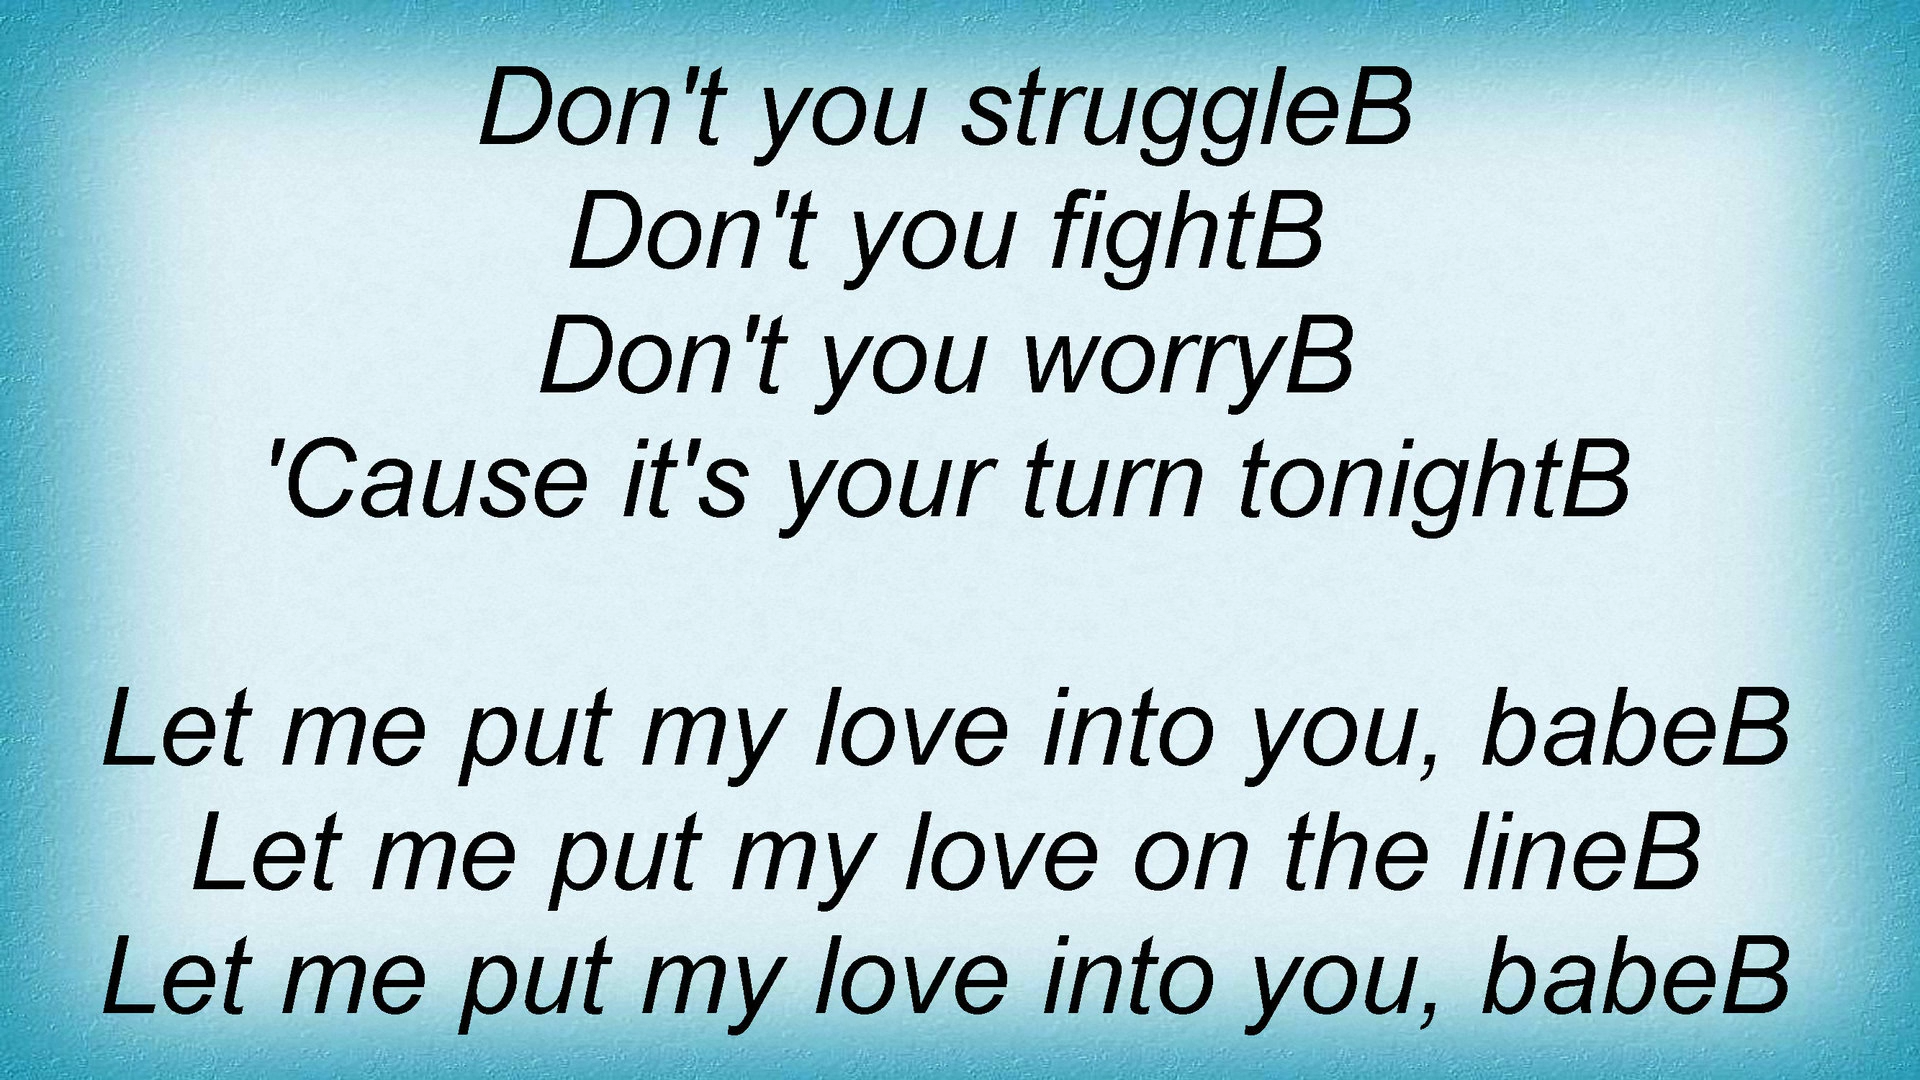 Don't you struggleB
Don't you fightB
Don't you worryB
'Cause it's your turn tonightB
Let me put my love into you, babeB
Let me put my love on the lineB
Let me put my love into you, babeB